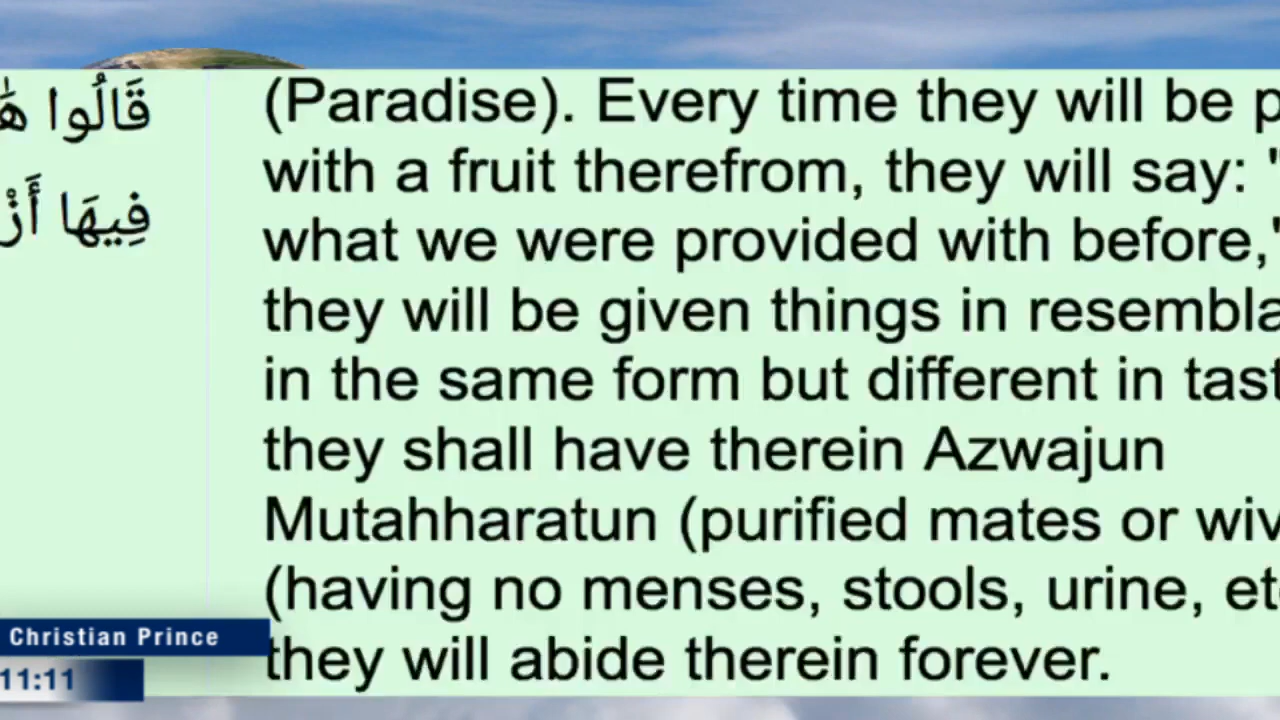 قَالُوا
فِيهَا
(Paradise). Every time they will be
with a fruit therefrom, they will say: "
what we were provided with before,"
they will be given things in
in the same form but different in
they shall have therein Azwajun
Mutahharatun (purified mates or
(having no menses, stools, urine,
they will abide therein forever.
Christian Prince
11:11